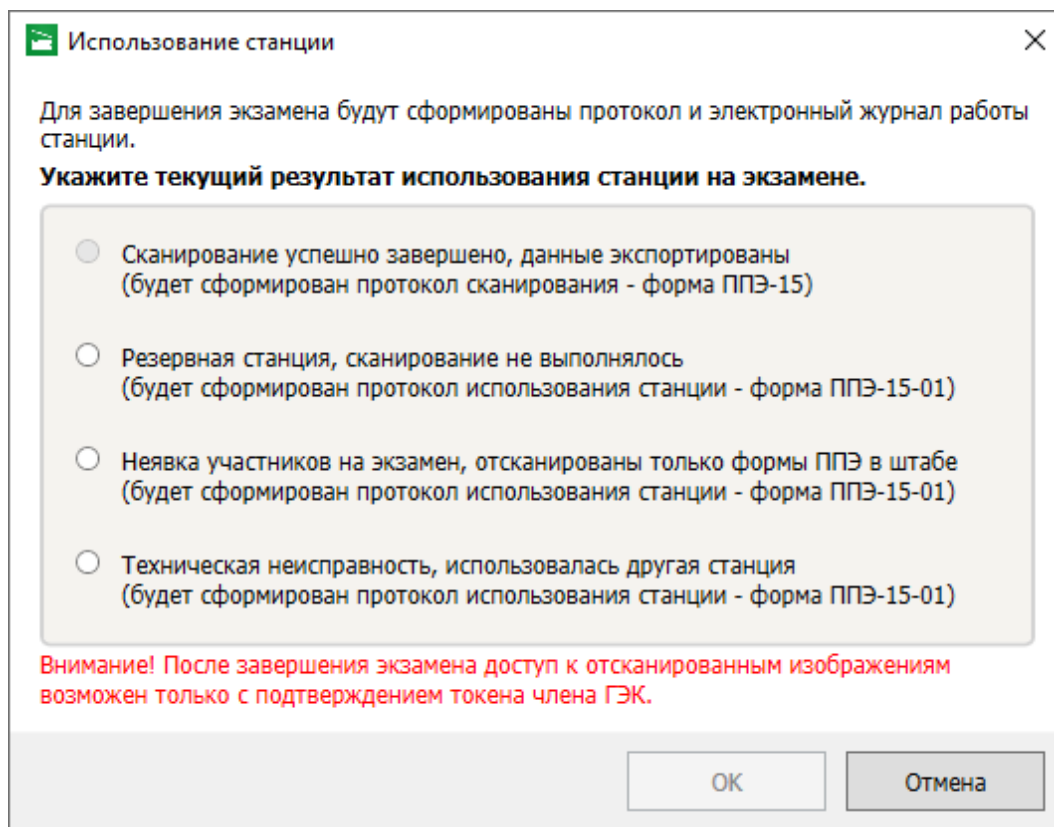 Использование станции
Для завершения экзамена будут сформированы протокол и электронный журнал работы
станции.
Укажите текущий результат использования станции на экзамене.
Сканирование успешно завершено, данные экспортированы
(будет сформирован протокол сканирования - форма ППЭ-15)
Резервная станция, сканирование не выполнялось
(будет сформирован протокол использования станции - форма ППЭ-15-01)
Неявка участников на экзамен, отсканированы только формы ППЭ в штабе
(будет сформирован протокол использования станции - форма ППЭ-15-01)
Техническая неисправность, использовалась другая станция
(будет сформирован протокол использования станции - форма ППЭ-15-01)
Внимание! После завершения экзамена доступ к отсканированным изображениям
возможен только с подтверждением токена члена ГЭК.
ОК
Отмена